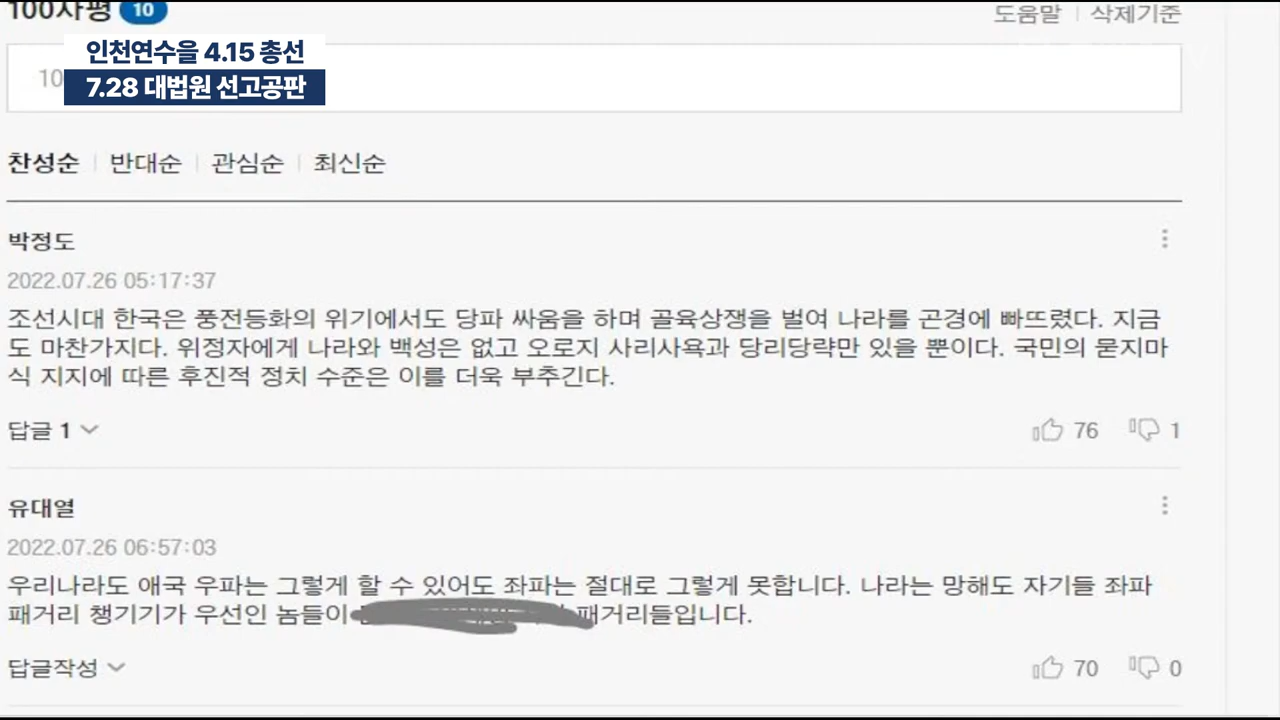 100자평 10
도움말 | 삭제기준
인천연수을 4.15 총선
10
7.28 대법원 선고공판
찬성순 | 반대순 | 관심순 | 최신순
박정도
2022.07.26 05:17:37
조선시대 한국은 풍전등화의 위기에서도 당파 싸움을 하며 골육상쟁을 벌여 나라를 곤경에 빠뜨렸다. 지금
도 마찬가지다. 위정자에게 나라와 백성은 없고 오로지 사리사욕과 당리당략만 있을 뿐이다. 국민의 묻지마
식 지지에 따른 후진적 정치 수준은 이를 더욱 부추긴다.
답글 1
76 1
유대열
2022.07.26 06:57:03
우리나라도 애국 우파는 그렇게 할 수 있어도 좌파는 절대로 그렇게 못합니다. 나라는 망해도 자기들 좌파
패거리 챙기기가 우선인 놈들이 패거리들입니다.
답글작성
70 0